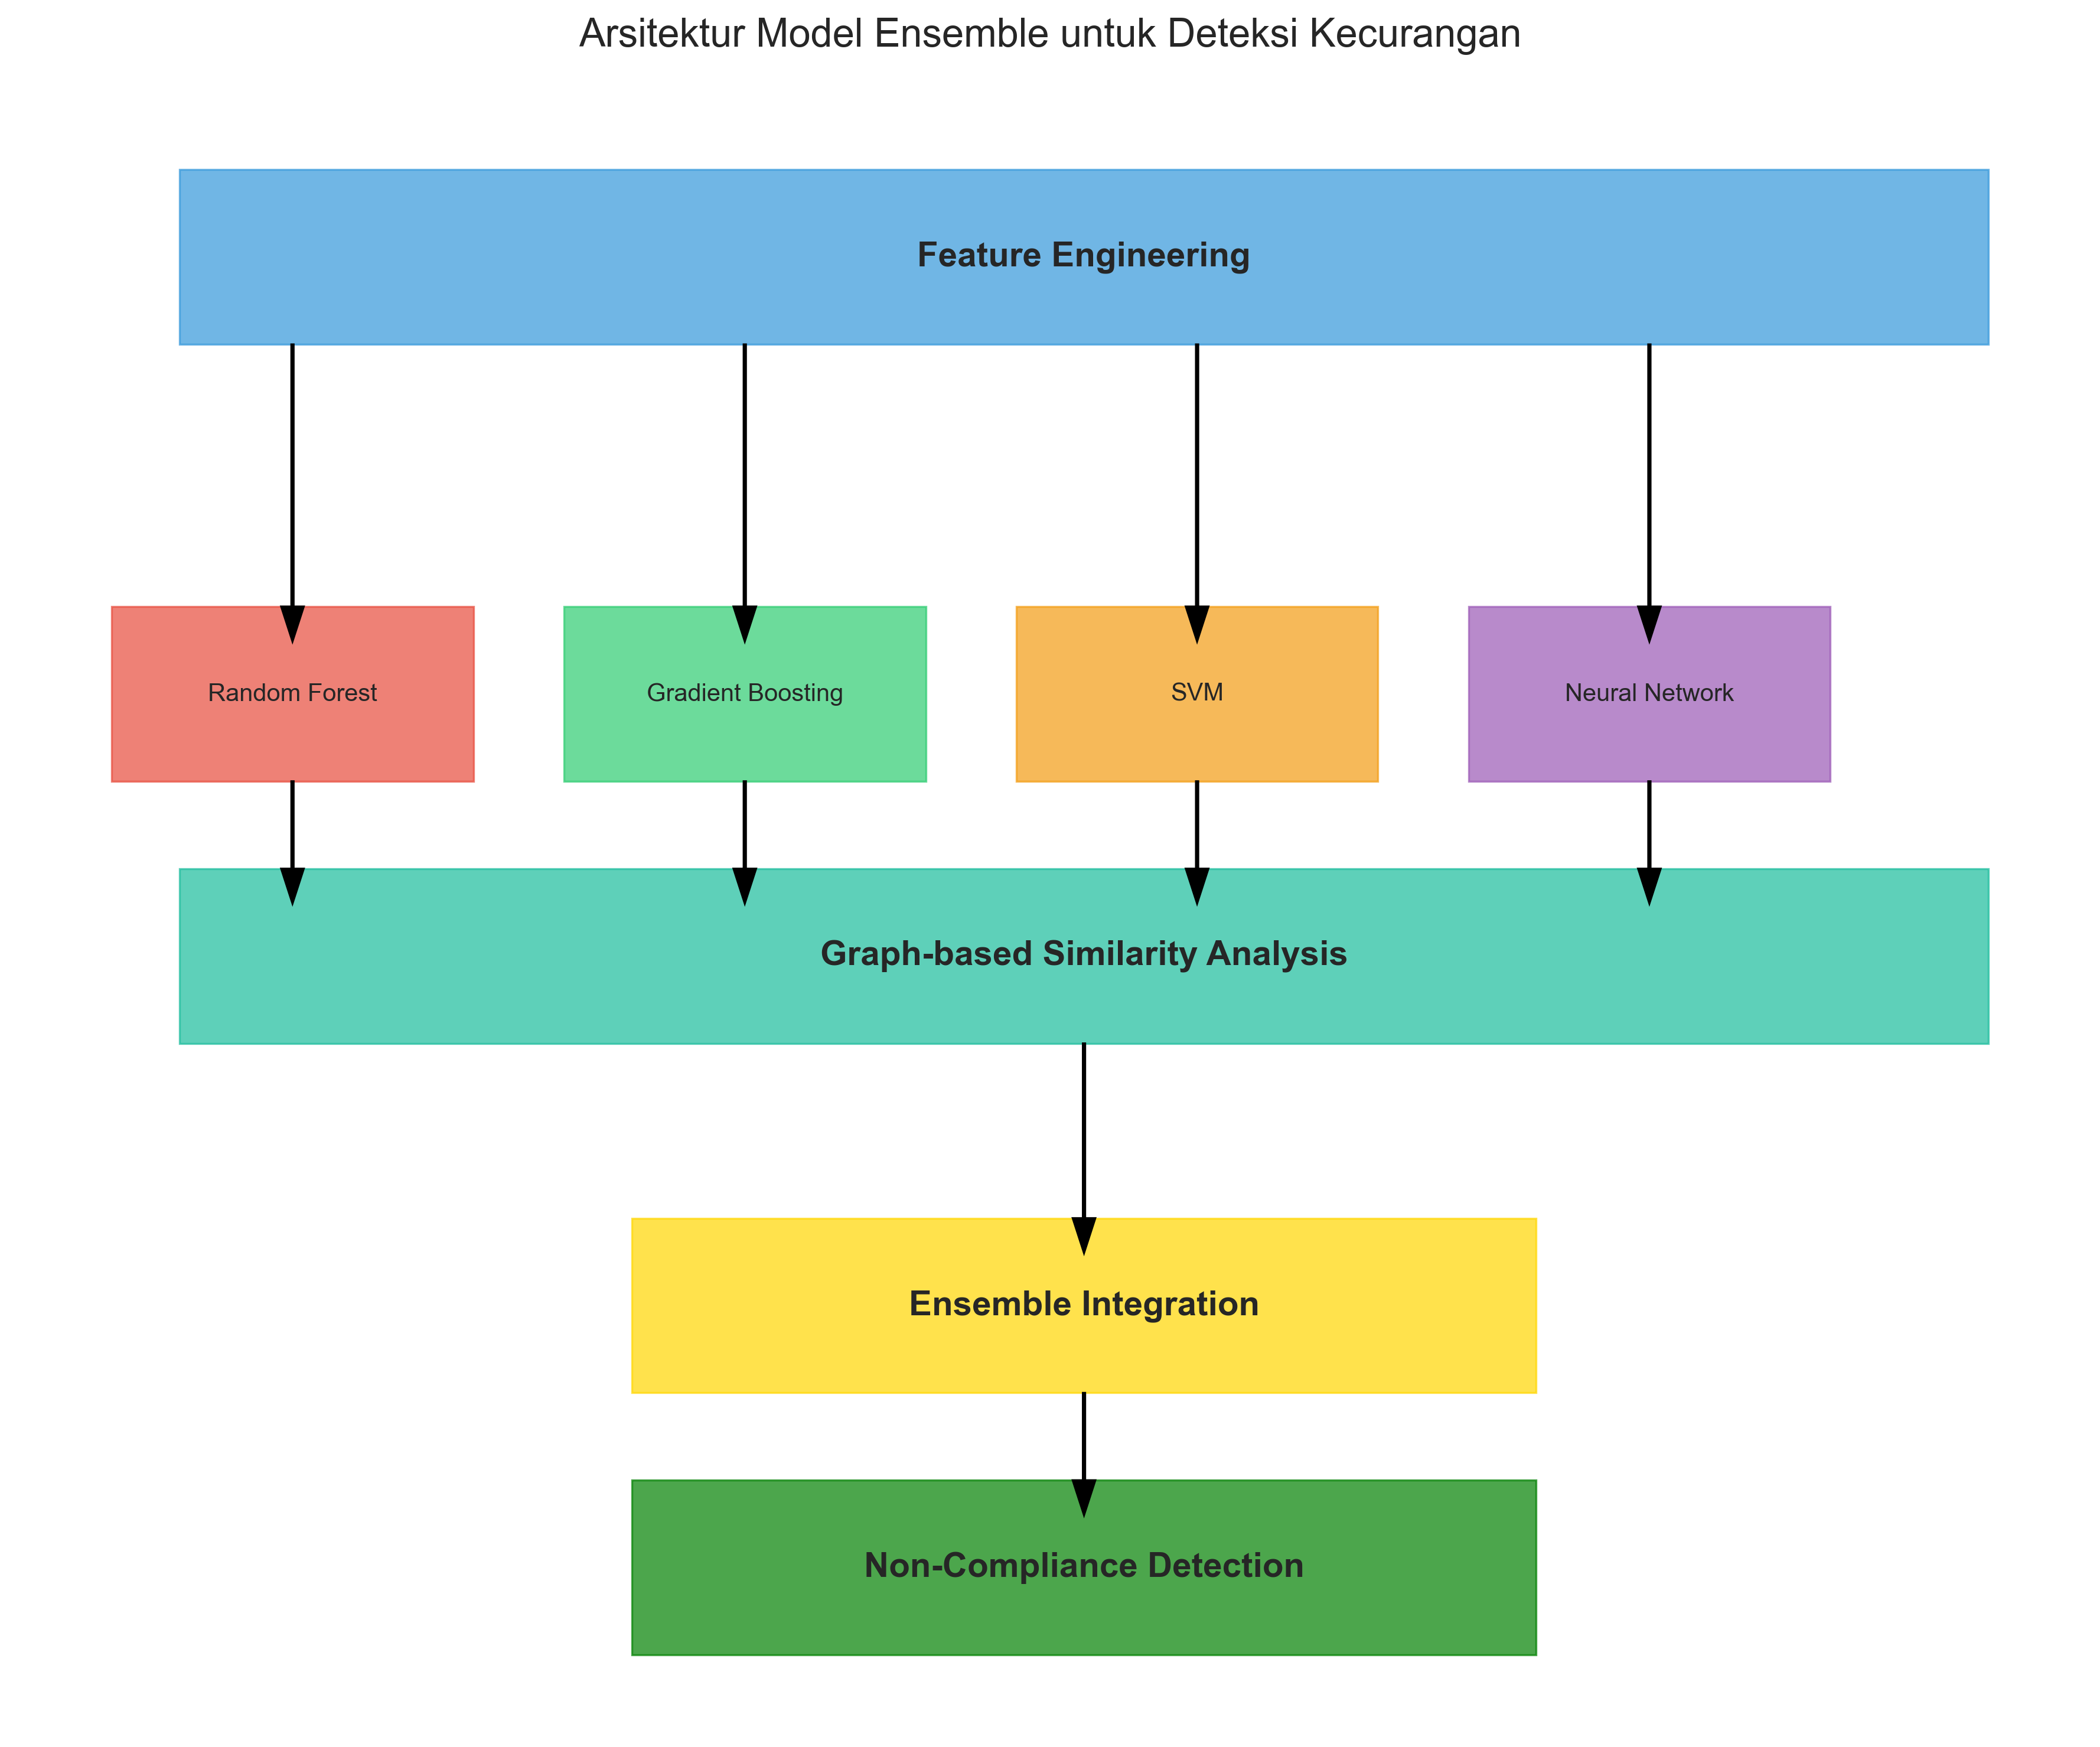 Arsitektur Model Ensemble untuk Deteksi Kecurangan
Feature Engineering
Random Forest
Gradient Boosting
SVM
Neural Network
Graph-based Similarity Analysis
Ensemble Integration
Non-Compliance Detection